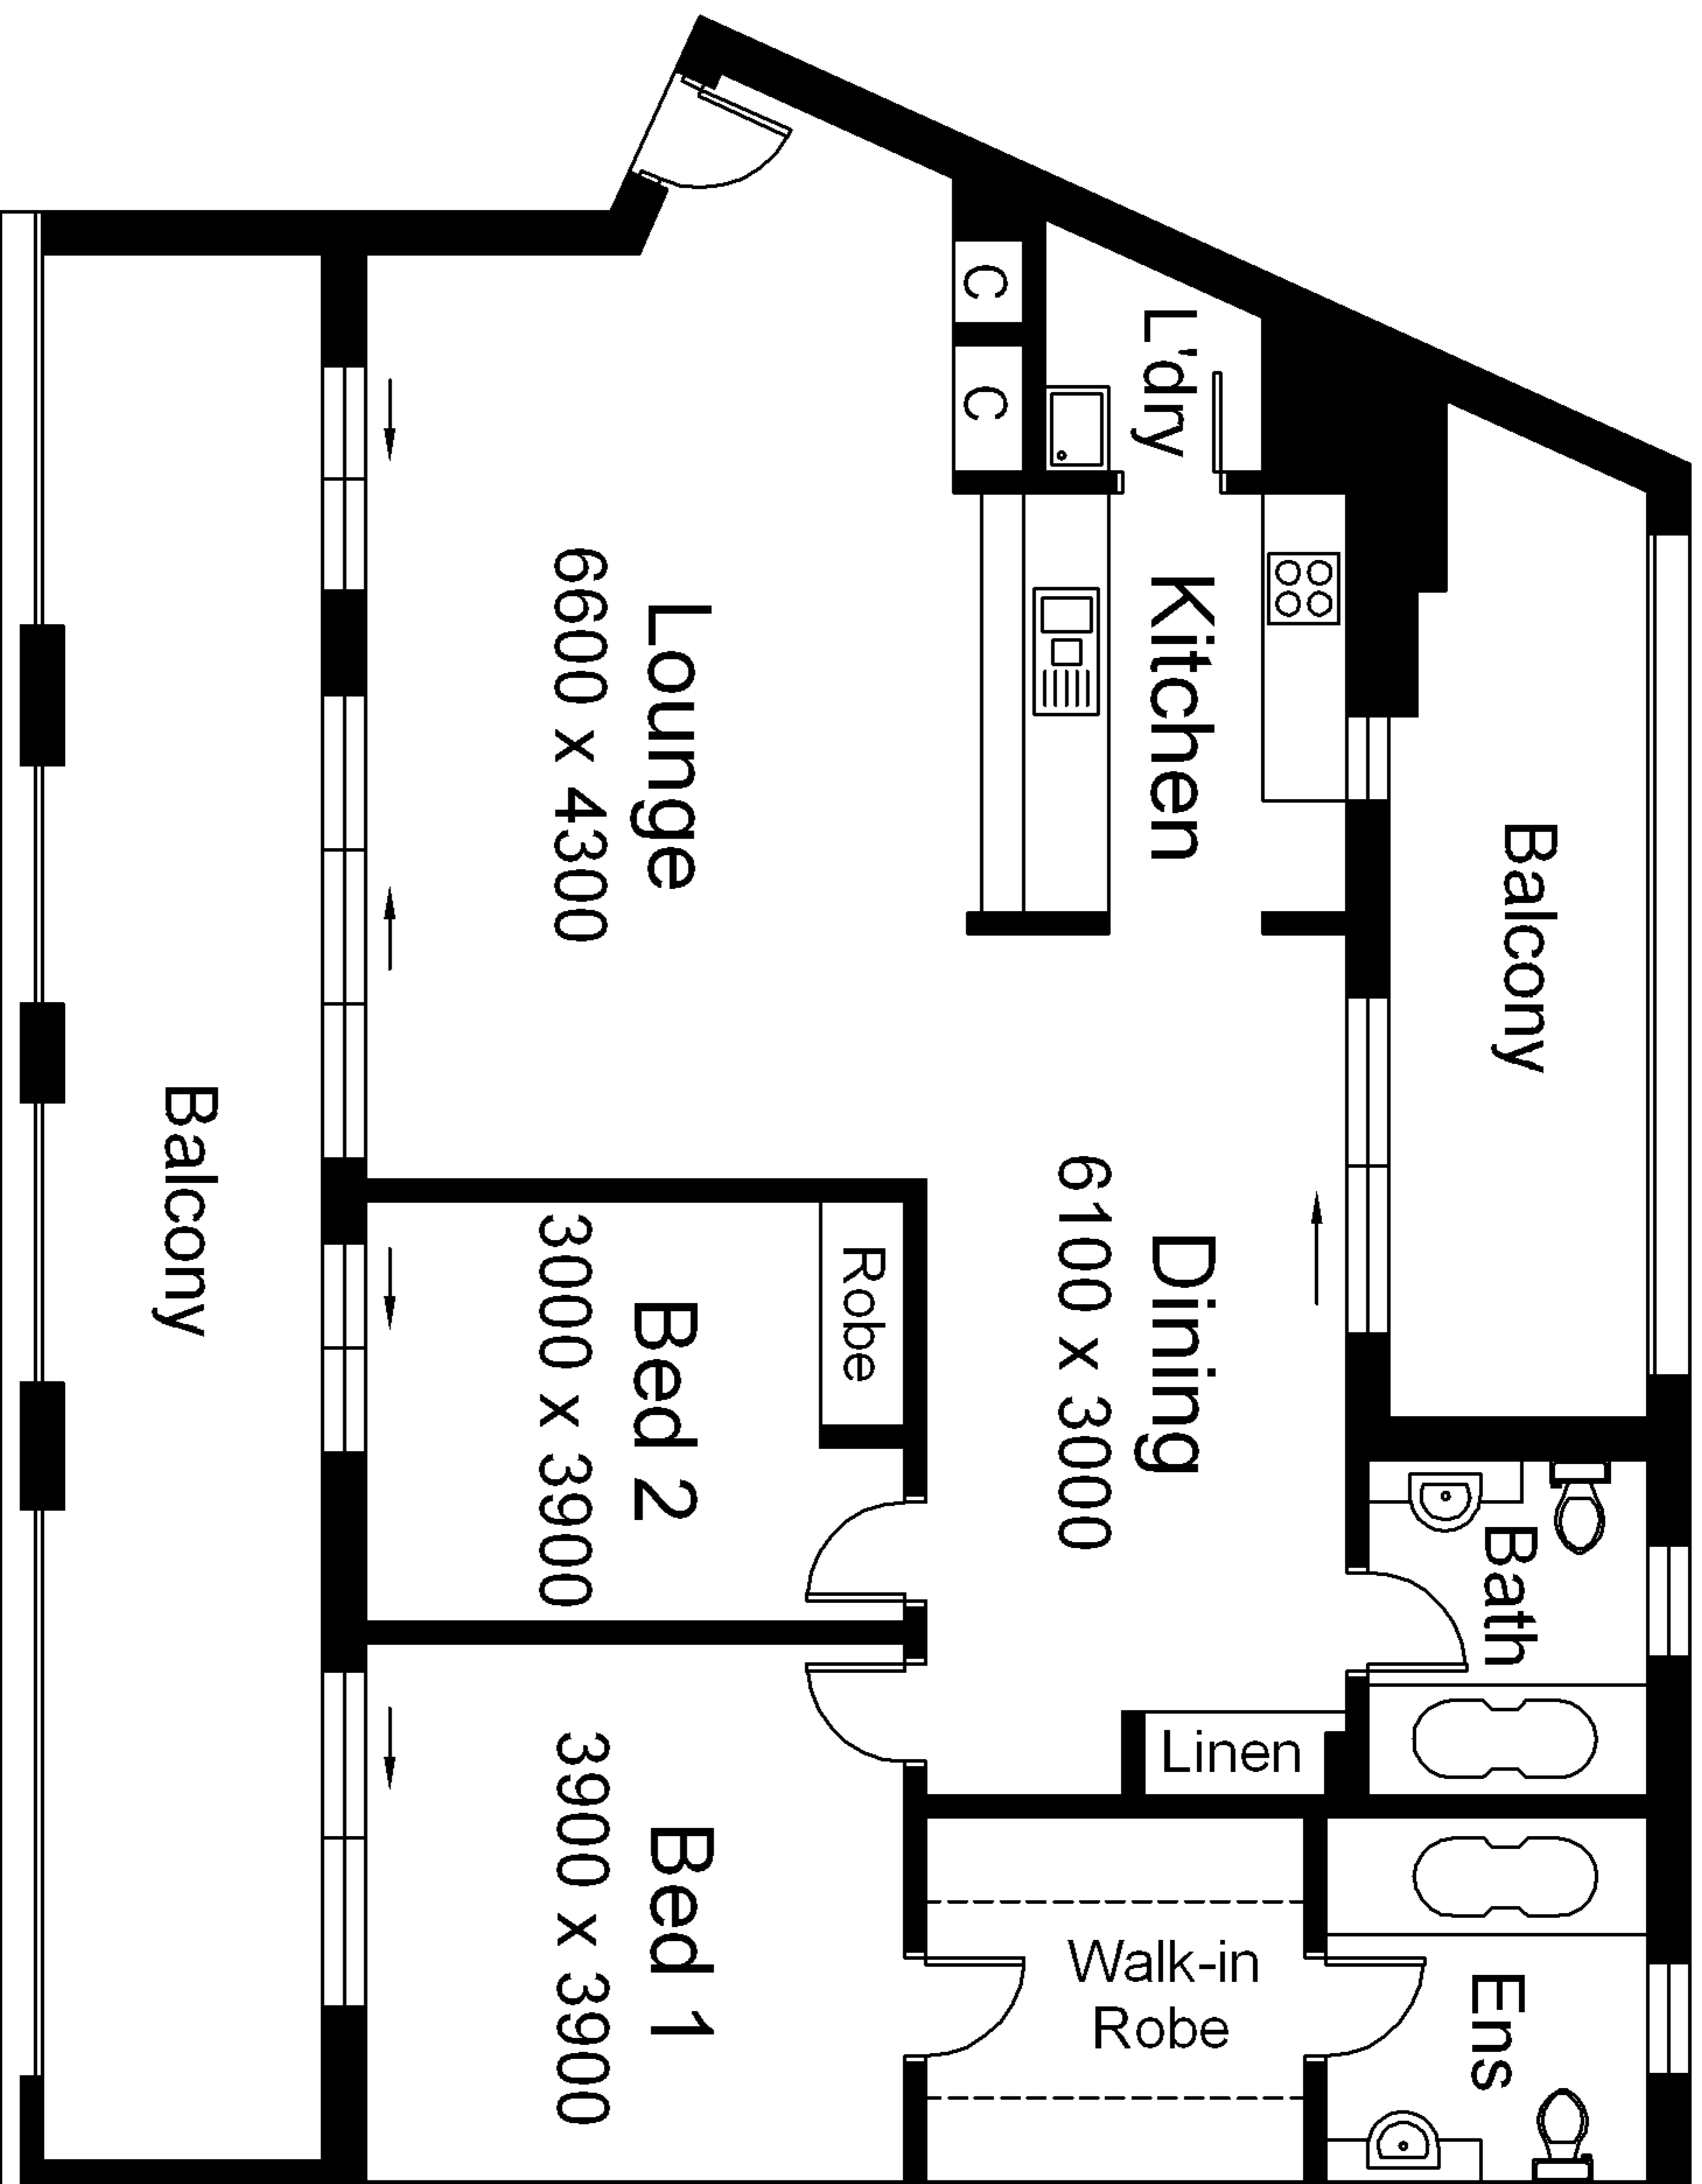 C
C
L'dry
Kitchen
Balcony
Lounge
6600 x 4300
Dining
6100 x 3000
Balcony
Robe
Bed 2
3000 x 3900
Bath
Linen
Bed 1
3900 x 3900
Walk-in
Robe
Ens